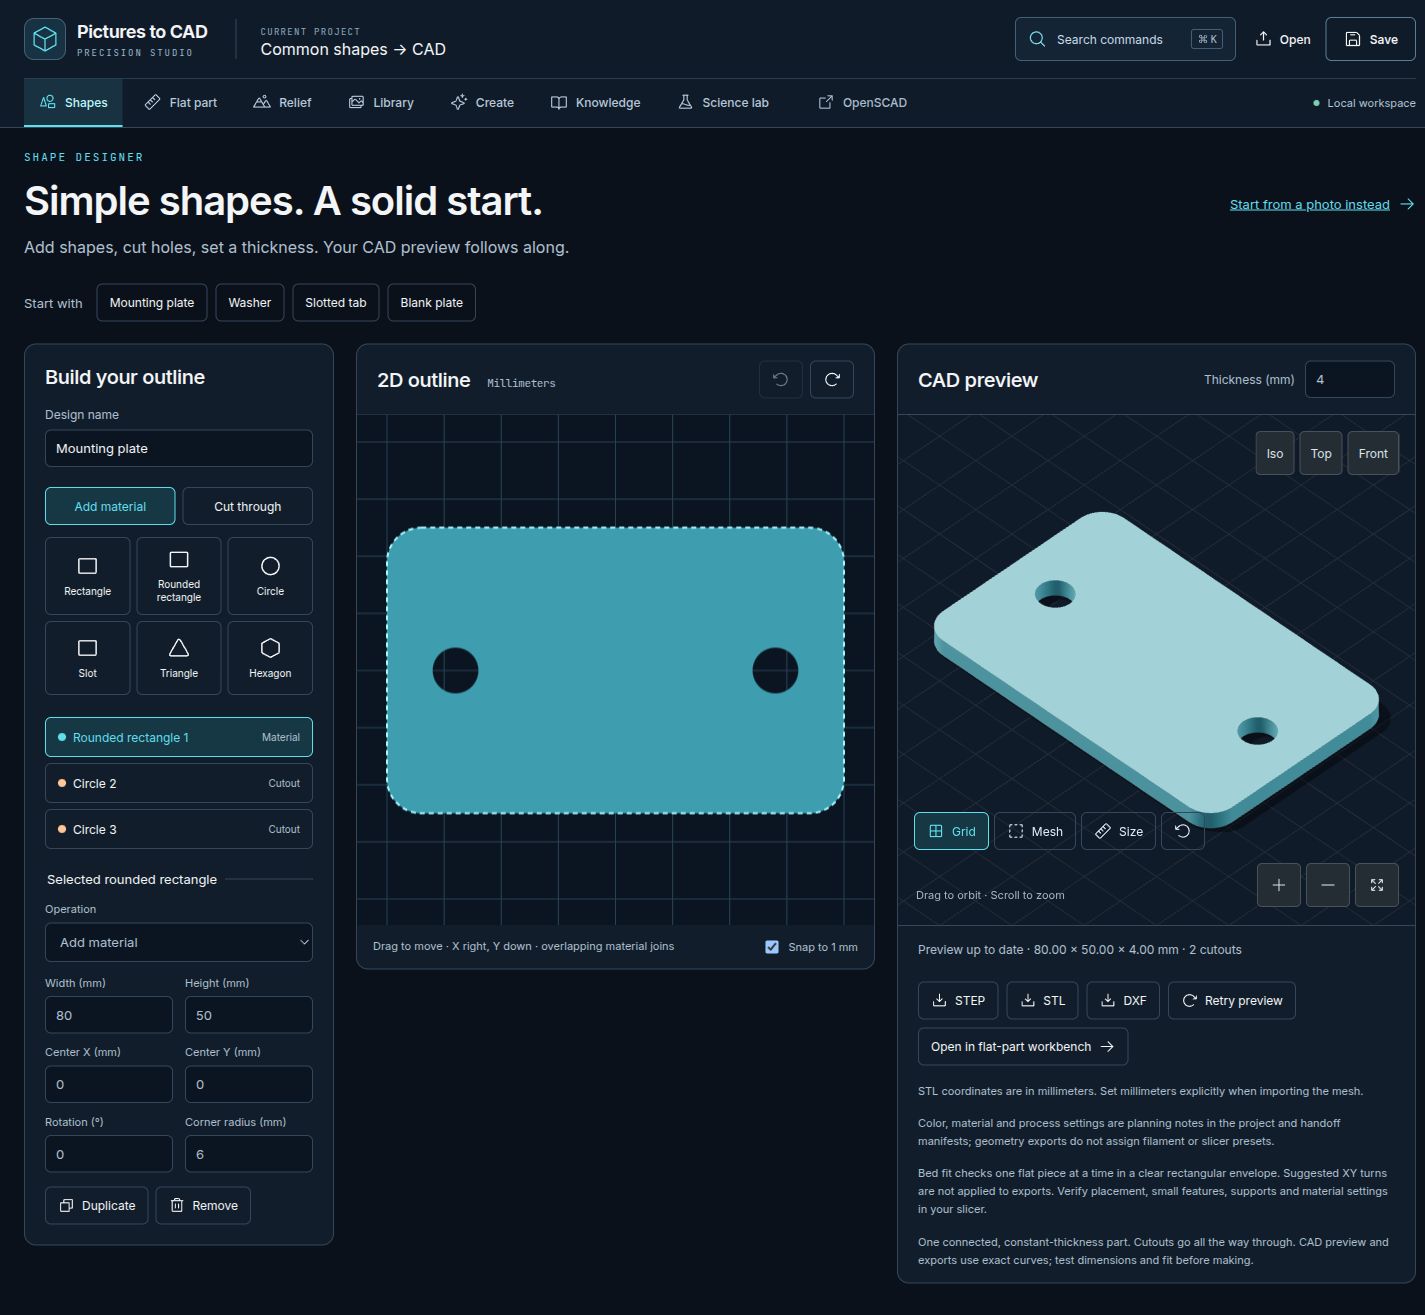 Pictures to CAD
PRECISION STUDIO
CURRENT PROJECT
Common shapes → CAD
Search commands
⌘ K
Open
Save
Shapes
Flat part
Relief
Library
Create
Knowledge
Science lab
OpenSCAD
Local workspace
SHAPE DESIGNER
Simple shapes. A solid start.
Start from a photo instead →
Add shapes, cut holes, set a thickness. Your CAD preview follows along.
Start with
Mounting plate
Washer
Slotted tab
Blank plate
Build your outline
Design name
Mounting plate
Add material
Cut through
Rectangle
Rounded
rectangle
Circle
Slot
Triangle
Hexagon
Rounded rectangle 1
Material
Circle 2
Cutout
Circle 3
Cutout
Selected rounded rectangle
Operation
Add material
Width (mm)
Height (mm)
80
50
Center X (mm)
Center Y (mm)
0
0
Rotation (°)
Corner radius (mm)
0
6
Duplicate
Remove
2D outline
Millimeters
Drag to move · X right, Y down · overlapping material joins
Snap to 1 mm
CAD preview
Thickness (mm)
4
Iso
Top
Front
Grid
Mesh
Size
Drag to orbit · Scroll to zoom
Preview up to date · 80.00 × 50.00 × 4.00 mm · 2 cutouts
STEP
STL
DXF
Retry preview
Open in flat-part workbench →
STL coordinates are in millimeters. Set millimeters explicitly when importing the mesh.
Color, material and process settings are planning notes in the project and handoff
manifests; geometry exports do not assign filament or slicer presets.
Bed fit checks one flat piece at a time in a clear rectangular envelope. Suggested XY turns
are not applied to exports. Verify placement, small features, supports and material settings
in your slicer.
One connected, constant-thickness part. Cutouts go all the way through. CAD preview and
exports use exact curves; test dimensions and fit before making.